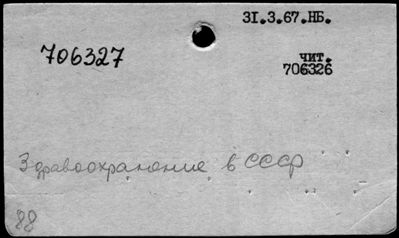 31.3.67.НБ.
706327
чит.
706326
Здравоохранение в СССР
88